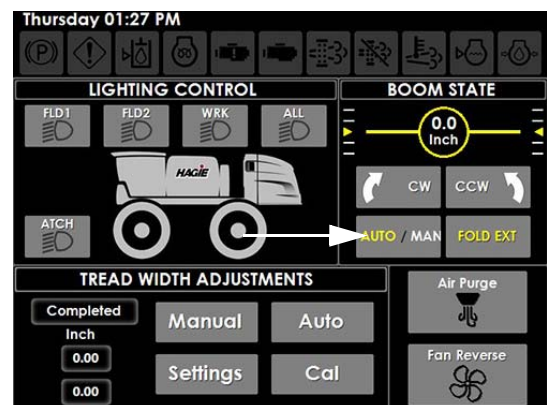 Thursday 01:27 PM
(P)
LIGHTING CONTROL
FLD1 FLD2 WRK ALL
HAGIE
ATCH
BOOM STATE
0.0
Inch
CW CCW
AUTO / MAN FOLD EXT
TREAD WIDTH ADJUSTMENTS
Completed
Inch
0.00
0.00
Manual Auto
Settings Cal
Air Purge
Fan Reverse